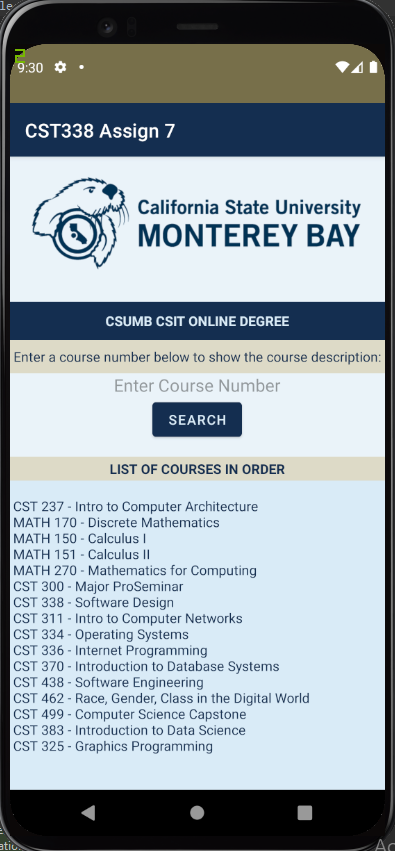 2
9:30
CST338 Assign 7
California State University
MONTEREY BAY
CSUMB CSIT ONLINE DEGREE
Enter a course number below to show the course description:
Enter Course Number
SEARCH
LIST OF COURSES IN ORDER
CST 237 - Intro to Computer Architecture
MATH 170 - Discrete Mathematics
MATH 150 - Calculus I
MATH 151 - Calculus II
MATH 270 - Mathematics for Computing
CST 300 - Major ProSeminar
CST 338 - Software Design
CST 311 - Intro to Computer Networks
CST 334 - Operating Systems
CST 336 - Internet Programming
CST 370 - Introduction to Database Systems
CST 438 - Software Engineering
CST 462 - Race, Gender, Class in the Digital World
CST 499 - Computer Science Capstone
CST 383 - Introduction to Data Science
CST 325 - Graphics Programming